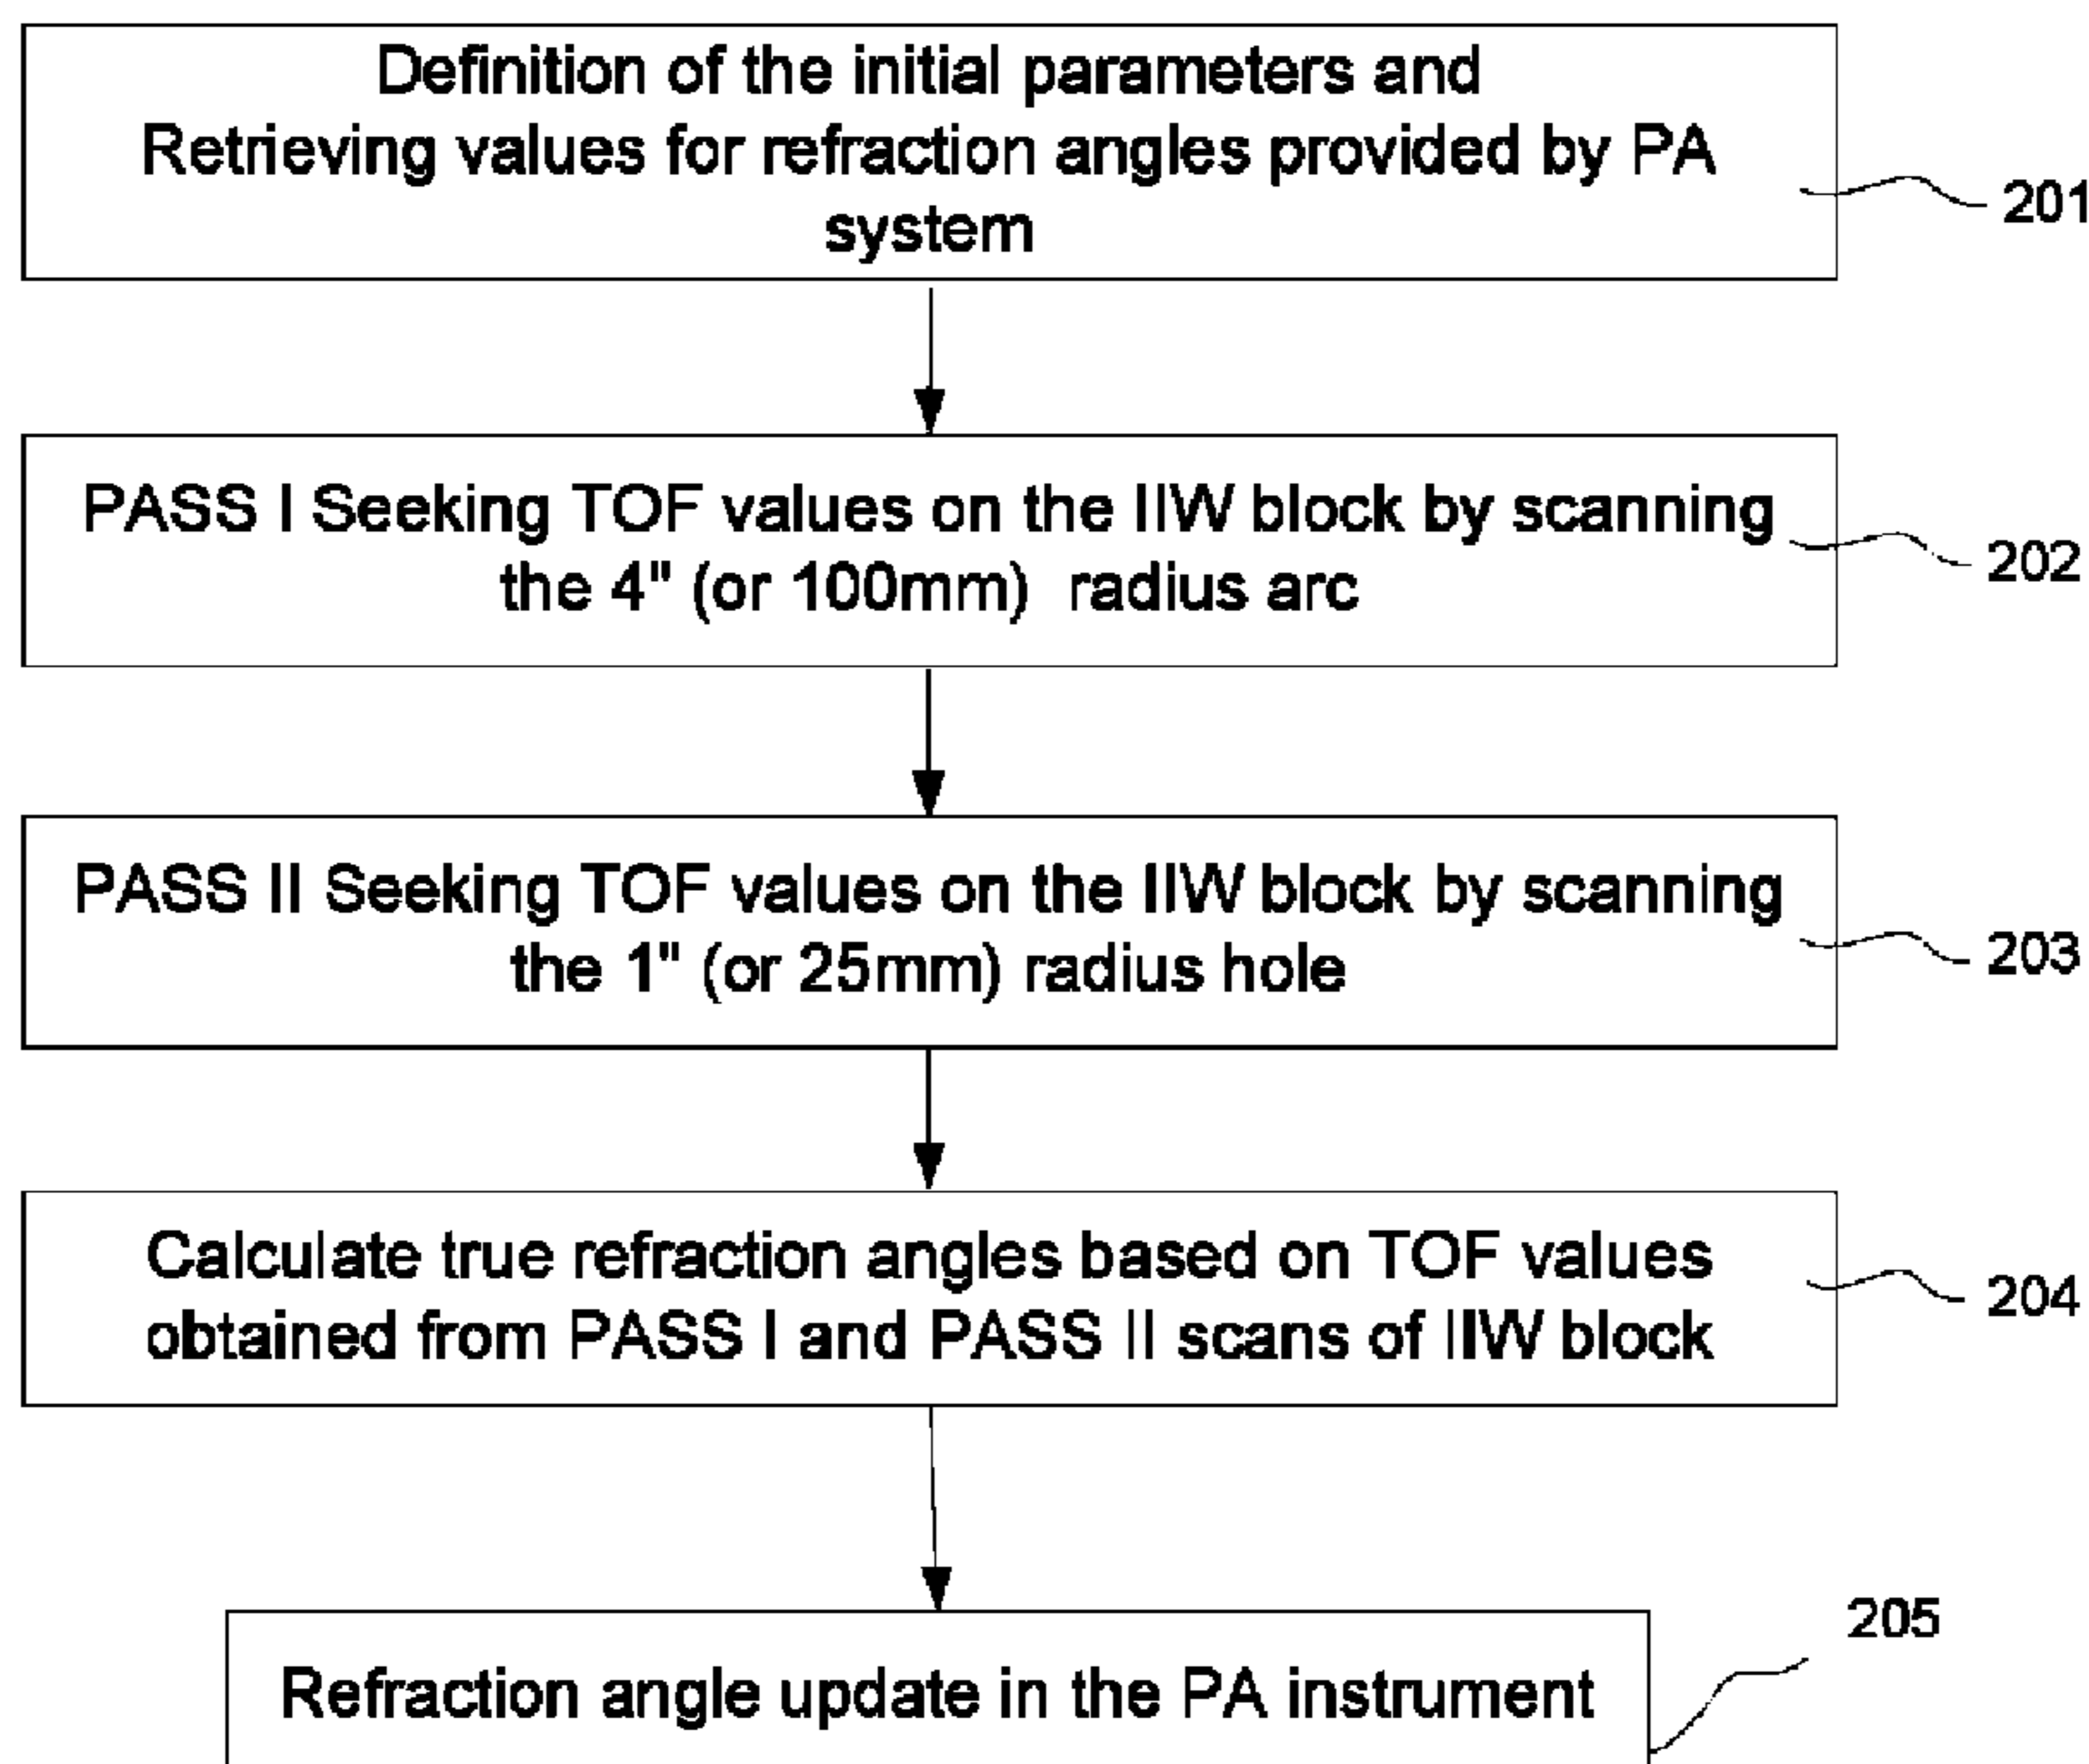 Definition of the initial parameters and
Retrieving values for refraction angles provided by PA
system
201
PASS I Seeking TOF values on the IIW block by scanning
the 4" (or 100mm) radius arc
202
PASS II Seeking TOF values on the IIW block by scanning
the 1" (or 25mm) radius hole
203
Calculate true refraction angles based on TOF values
obtained from PASS I and PASS II scans of IIW block
204
205
Refraction angle update in the PA instrument